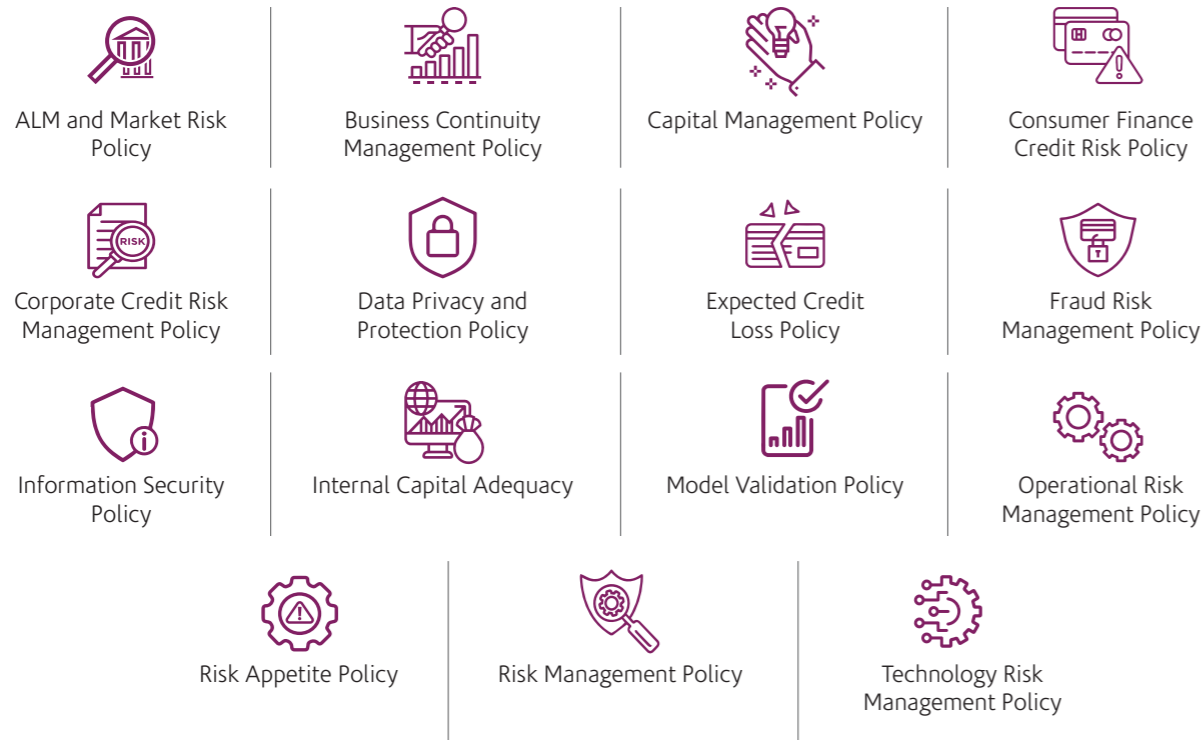 ALM and Market Risk
Policy
Business Continuity
Management Policy
Capital Management Policy
Consumer Finance
Credit Risk Policy
RISK
Corporate Credit Risk
Management Policy
Data Privacy and
Protection Policy
Expected Credit
Loss Policy
Fraud Risk
Management Policy
i
Information Security
Policy
Internal Capital Adequacy
Model Validation Policy
Operational Risk
Management Policy
Risk Appetite Policy
Risk Management Policy
Technology Risk
Management Policy